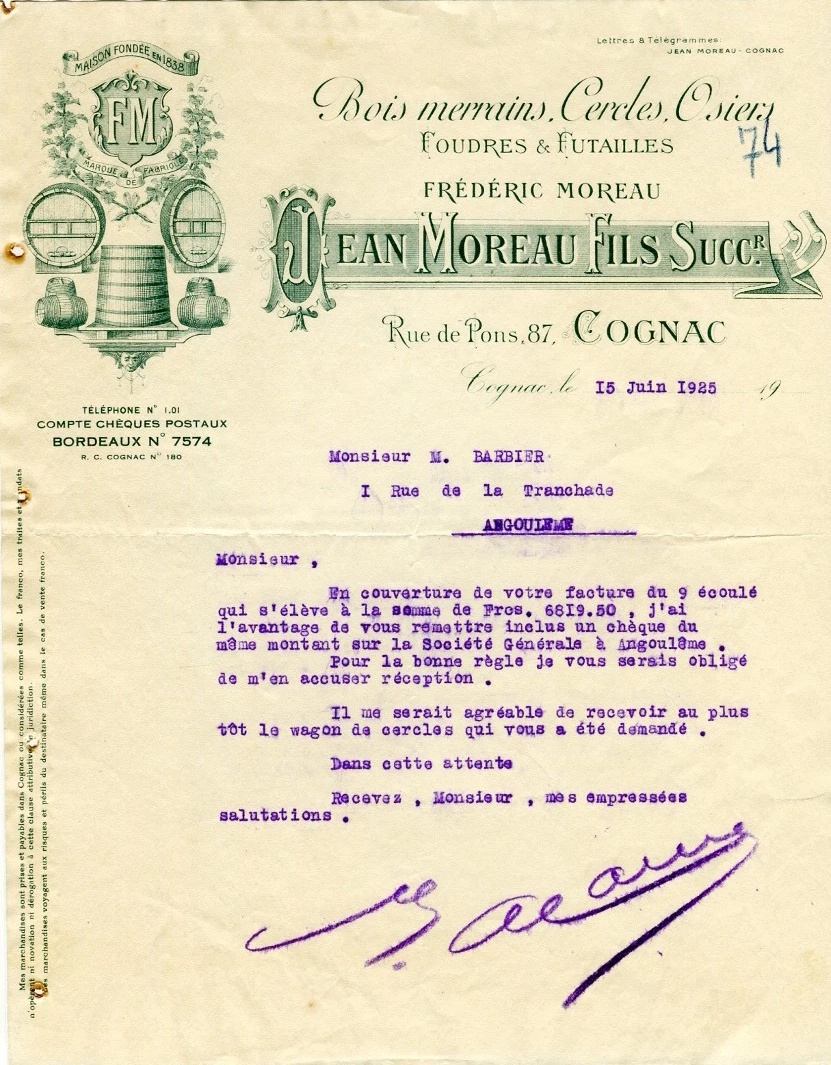 Lettres & Télégrammes:
JEAN MOREAU - COGNAC
MAISON FONDÉE EN 1838
FM
MARQUE DE FABRIQUE
Bois merrains, Cercles, Osiers
FOUDRES & FUTAILLES
74
FRÉDÉRIC MOREAU
JEAN MOREAU FILS SUCCR.
Rue de Pons, 87, COGNAC
Cognac, le 15 Juin 1925 19
TÉLÉPHONE N° 1.01
COMPTE CHÈQUES POSTAUX
BORDEAUX N° 7574
R. C. COGNAC N° 180
Monsieur M. BARBIER
I Rue de la Tranchade
ANGOULEME
Monsieur ,
En couverture de votre facture du 9 écoulé
qui s'élève à la somme de Frcs. 6819.50 , j'ai
l'avantage de vous remettre inclus un chèque du
même montant sur la Société Générale à Angoulême .
Pour la bonne règle je vous serais obligé
de m'en accuser réception .
Il me serait agréable de recevoir au plus
tôt le wagon de cercles qui vous a été demandé .
Dans cette attente
Recevez , Monsieur , mes empressées
salutations .
Mes marchandises sont prises et payables dans Cognac ou considérées comme telles. Le franco, mes traites et mandats
n'opèrent ni novation ni dérogation à cette clause attributive de juridiction.
Mes marchandises voyagent aux risques et périls du destinataire même dans le cas de vente franco.